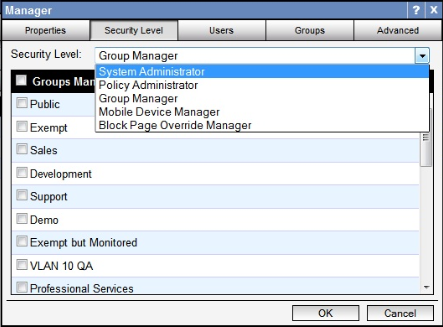 Manager ? X
Properties Security Level Users Groups Advanced
Security Level: Group Manager
System Administrator
Policy Administrator
Group Manager
Mobile Device Manager
Block Page Override Manager
Groups Man
Public
Exempt
Sales
Development
Support
Demo
Exempt but Monitored
VLAN 10 QA
Professional Services
OK Cancel